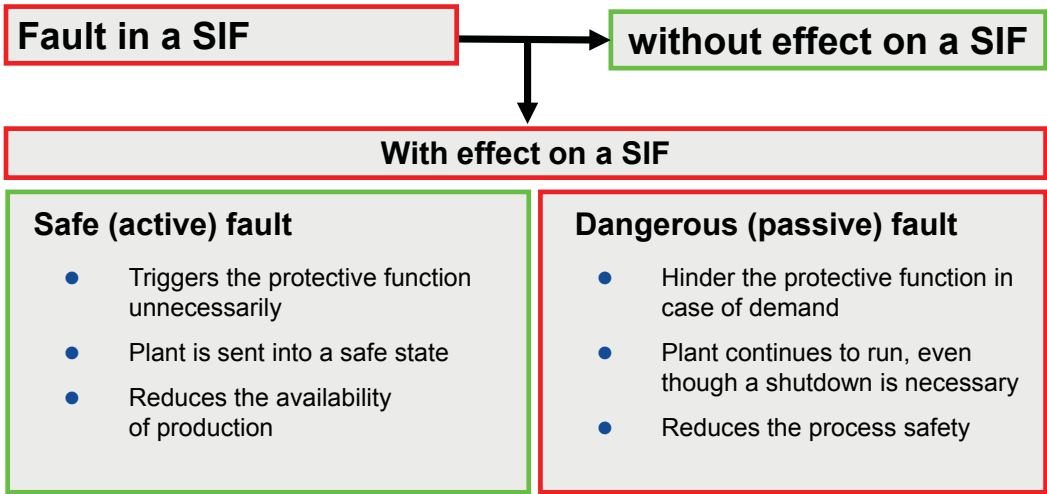 Fault in a SIF
without effect on a SIF
With effect on a SIF
Safe (active) fault
Triggers the protective function
unnecessarily
Plant is sent into a safe state
Reduces the availability
of production
Dangerous (passive) fault
Hinder the protective function in
case of demand
Plant continues to run, even
though a shutdown is necessary
Reduces the process safety